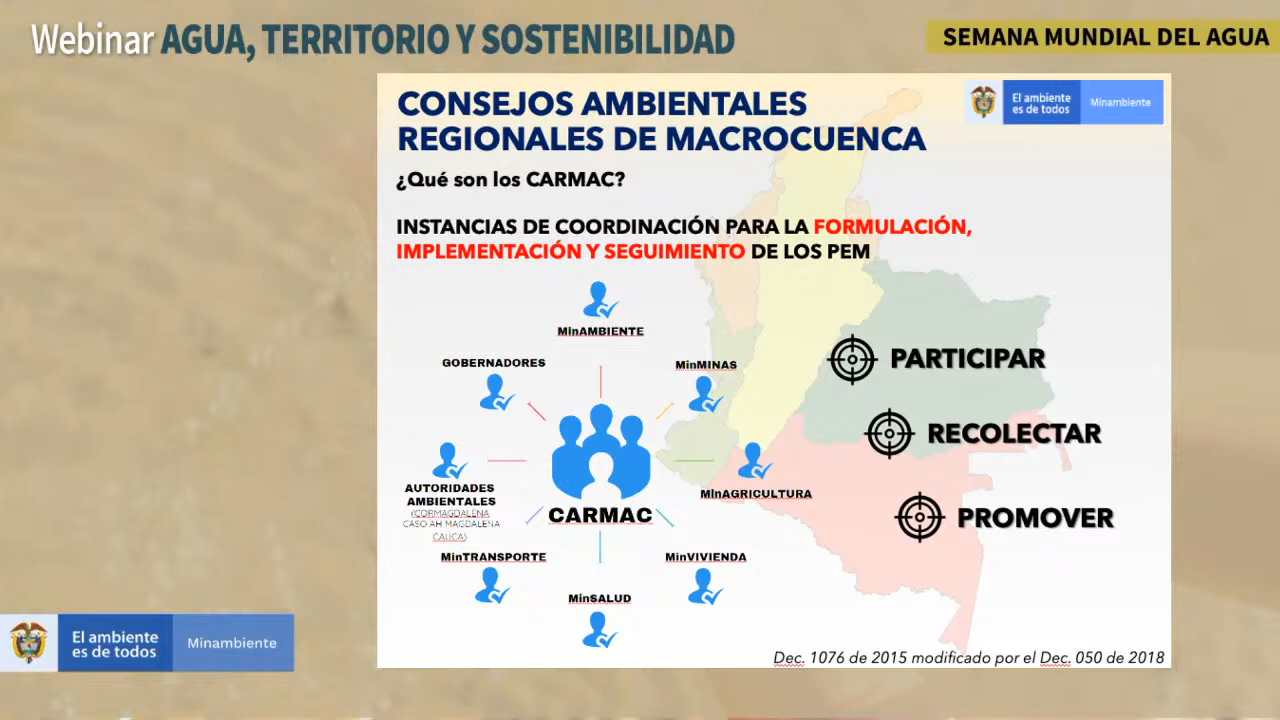 Webinar AGUA, TERRITORIO Y SOSTENIBILIDAD
SEMANA MUNDIAL DEL AGUA
CONSEJOS AMBIENTALES
REGIONALES DE MACROCUENCA
El ambiente
es de todos
Minambiente
¿Qué son los CARMAC?
INSTANCIAS DE COORDINACIÓN PARA LA FORMULACIÓN,
IMPLEMENTACIÓN Y SEGUIMIENTO DE LOS PEM
MinAMBIENTE
GOBERNADORES
MinMINAS
AUTORIDADES
AMBIENTALES
(CORMAGDALENA
CASO AH MAGDALENA
CAUCA)
MinAGRICULTURA
CARMAC
MinTRANSPORTE
MinVIVIENDA
MinSALUD
PARTICIPAR
RECOLECTAR
PROMOVER
El ambiente
es de todos
Minambiente
Dec. 1076 de 2015 modificado por el Dec. 050 de 2018